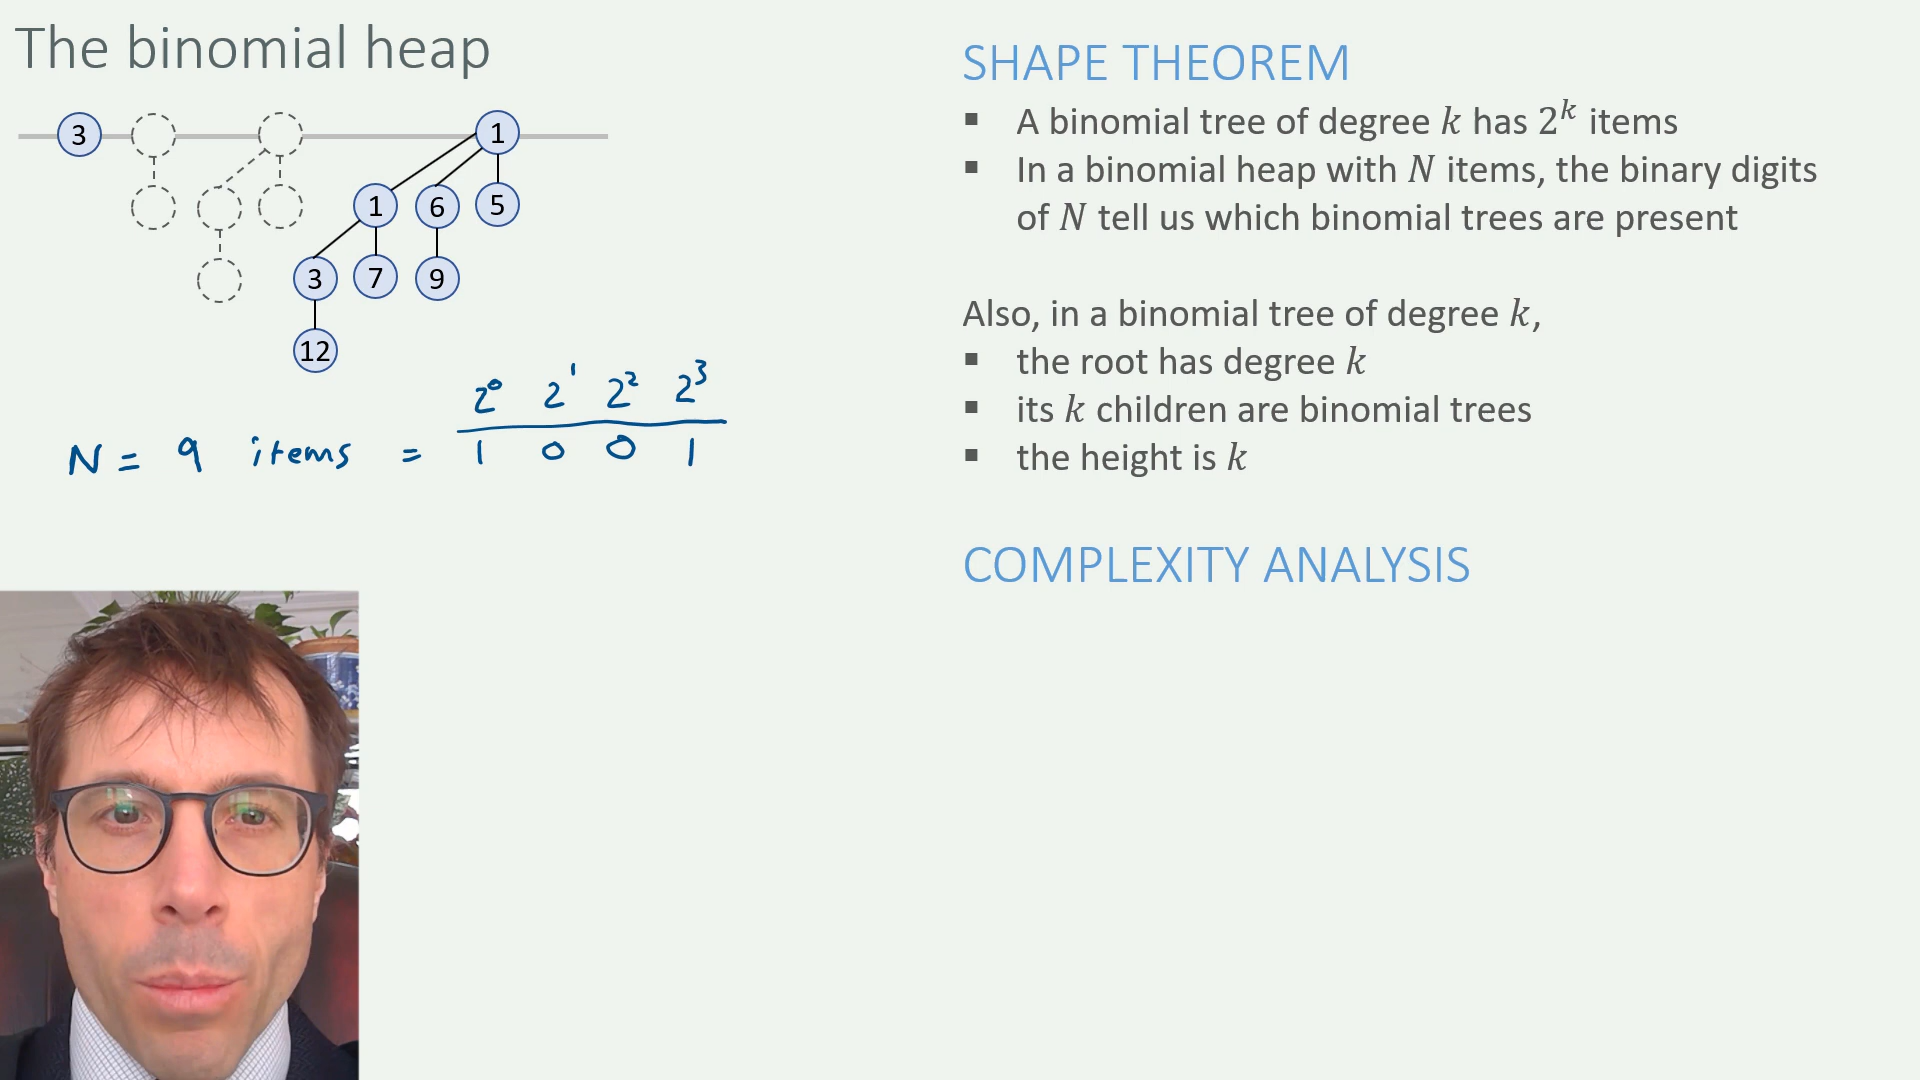 The binomial heap
3 1
1 6 5
3 7 9
12
2⁰ 2¹ 2² 2³
N = 9 items = 1 0 0 1
SHAPE THEOREM
▪ A binomial tree of degree k has 2ᵏ items
▪ In a binomial heap with N items, the binary digits
of N tell us which binomial trees are present
Also, in a binomial tree of degree k,
▪ the root has degree k
▪ its k children are binomial trees
▪ the height is k
COMPLEXITY ANALYSIS